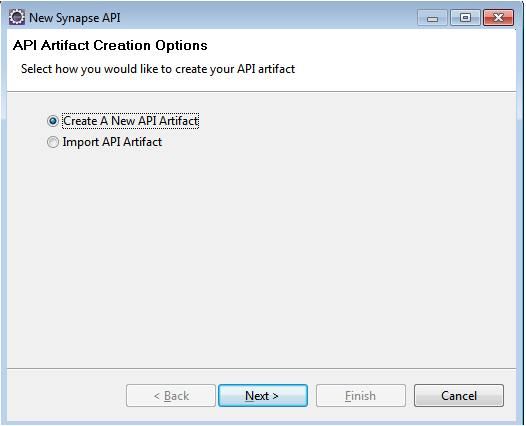 New Synapse API
API Artifact Creation Options
Select how you would like to create your API artifact
Create A New API Artifact
Import API Artifact
< Back
Next >
Finish
Cancel